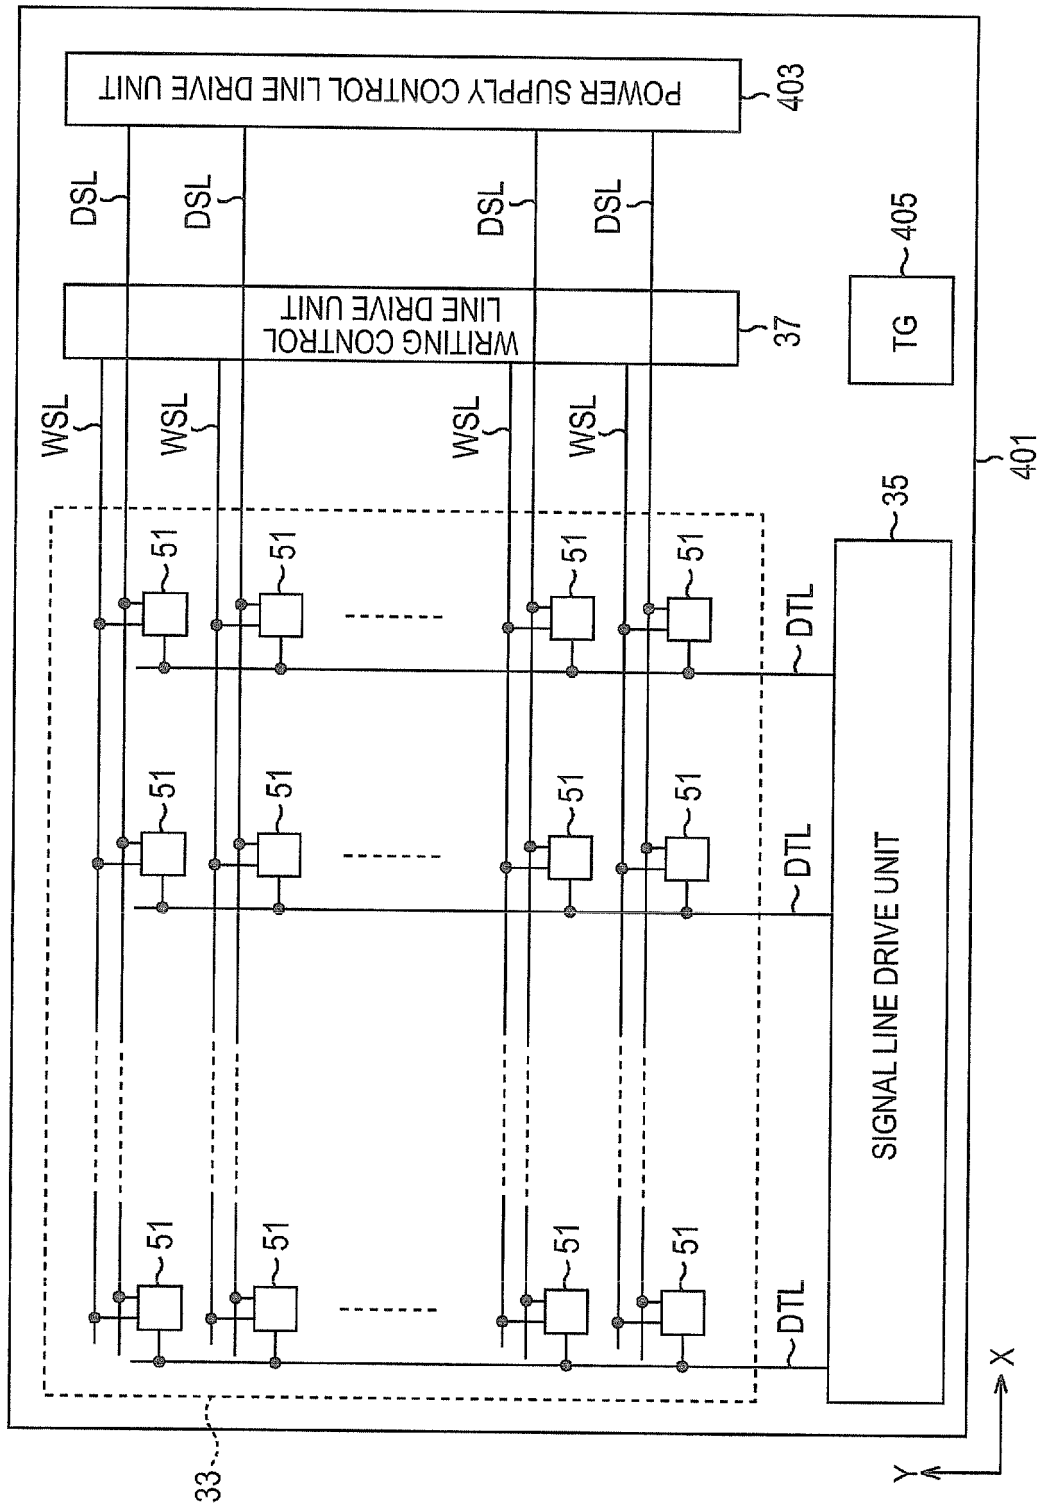 WSL
DSL
POWER SUPPLY CONTROL LINE DRIVE UNIT
51
51
51
WSL
DSL
33
51
51
51
WRITING CONTROL
LINE DRIVE UNIT
WSL
DSL
51
51
51
WSL
DSL
51
51
51
DTL
DTL
DTL
37
403
SIGNAL LINE DRIVE UNIT
35
TG
405
401
Y
X